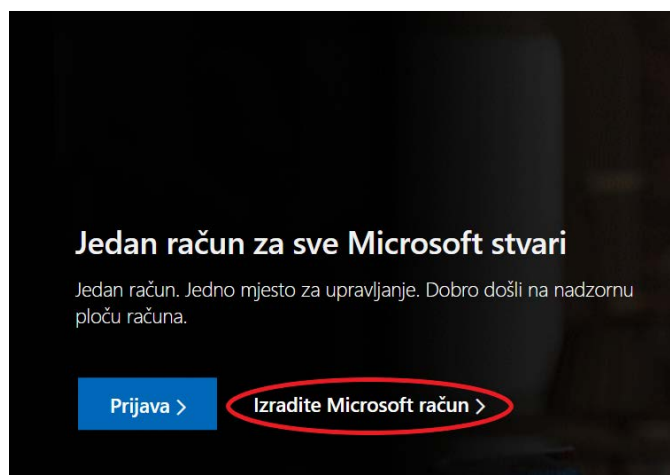 Jedan račun za sve Microsoft stvari
Jedan račun. Jedno mjesto za upravljanje. Dobro došli na nadzornu
ploču računa.
Prijava > Izradite Microsoft račun >